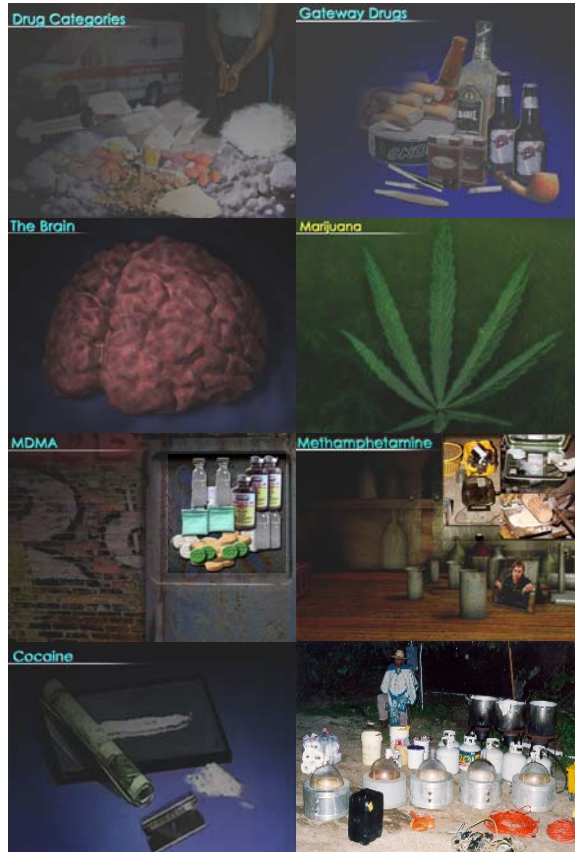 Drug Categories
Gateway Drugs
The Brain
Marijuana
MDMA
Methamphetamine
Cocaine